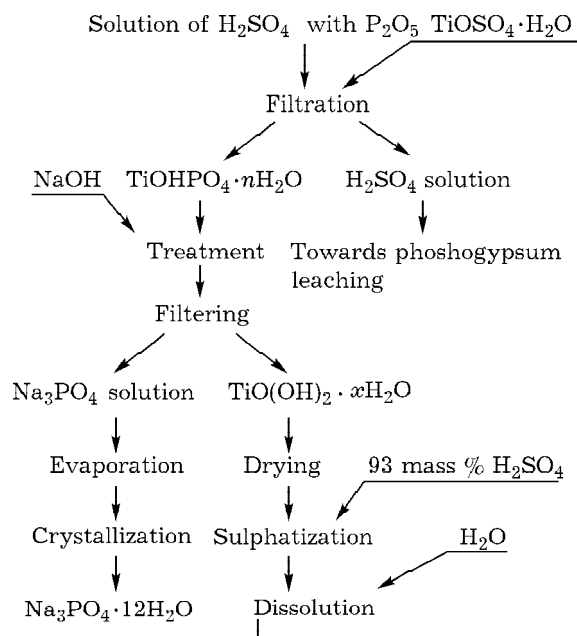 Solution of H₂SO₄ with P₂O₅ TiOSO₄·H₂O
Filtration
NaOH TiOHPO₄·nH₂O H₂SO₄ solution
Treatment Towards phoshogypsum
leaching
Filtering
Na₃PO₄ solution TiO(OH)₂·xH₂O
Evaporation Drying 93 mass % H₂SO₄
Crystallization Sulphatization H₂O
Na₃PO₄·12H₂O Dissolution